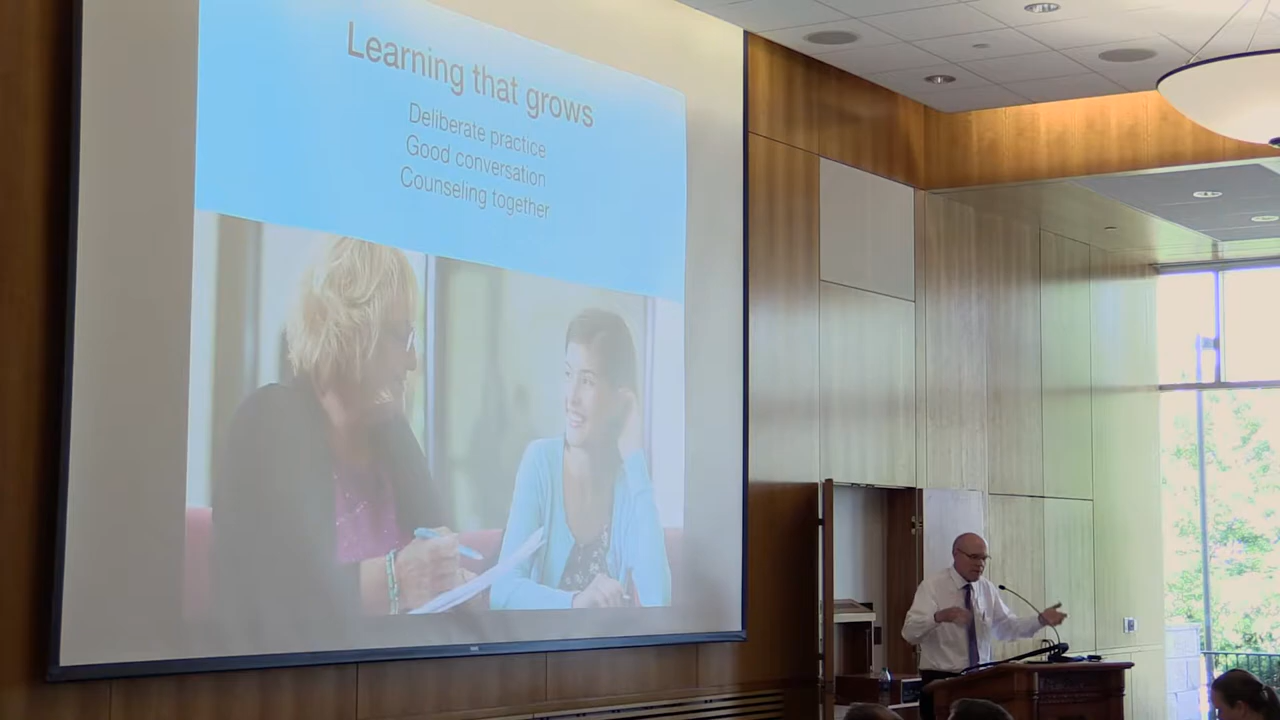 Learning that grows
Deliberate practice
Good conversation
Counseling together